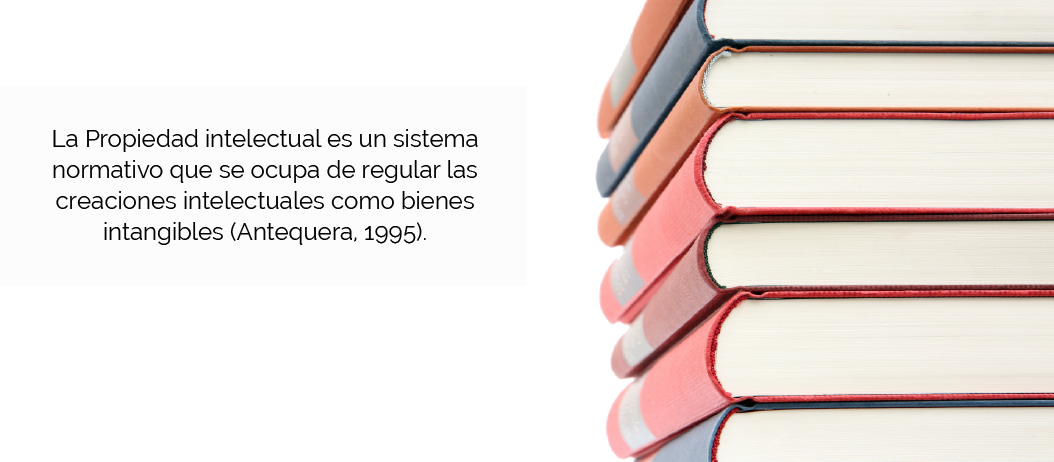 La Propiedad intelectual es un sistema
normativo que se ocupa de regular las
creaciones intelectuales como bienes
intangibles (Antequera, 1995).